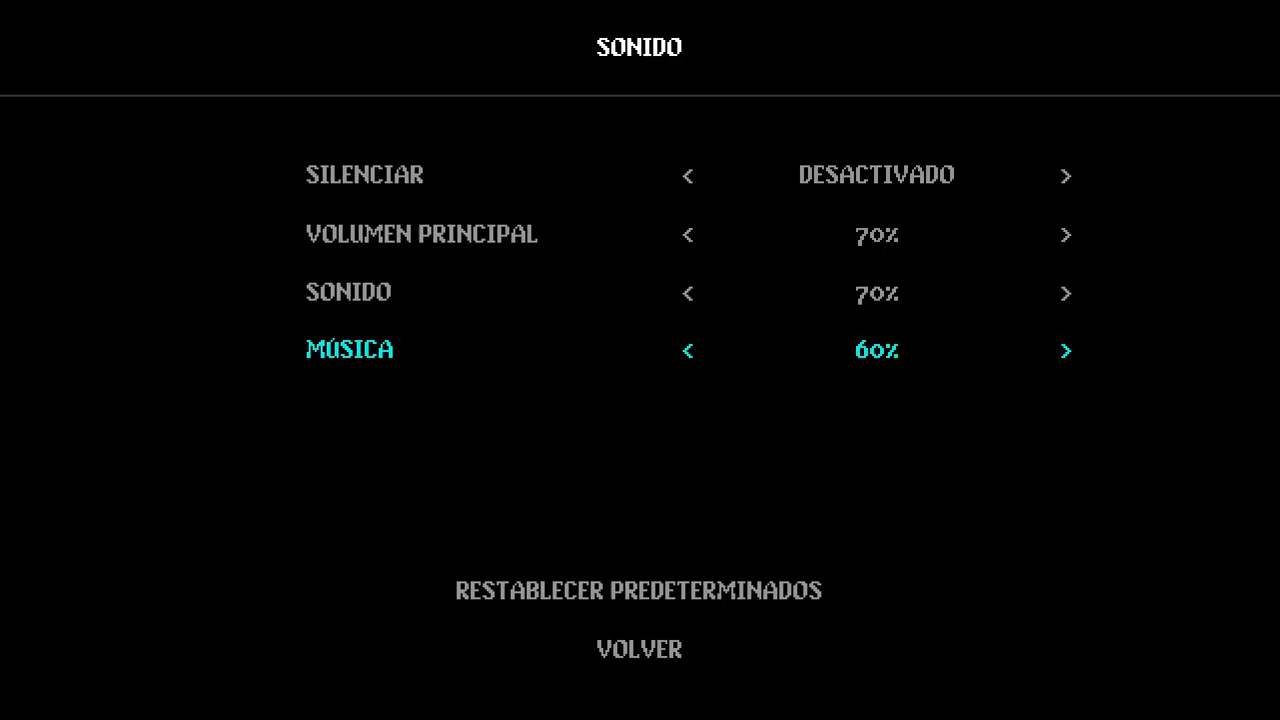 SONIDO
SILENCIAR < DESACTIVADO >
VOLUMEN PRINCIPAL < 70% >
SONIDO < 70% >
MÚSICA < 60% >
RESTABLECER PREDETERMINADOS
VOLVER